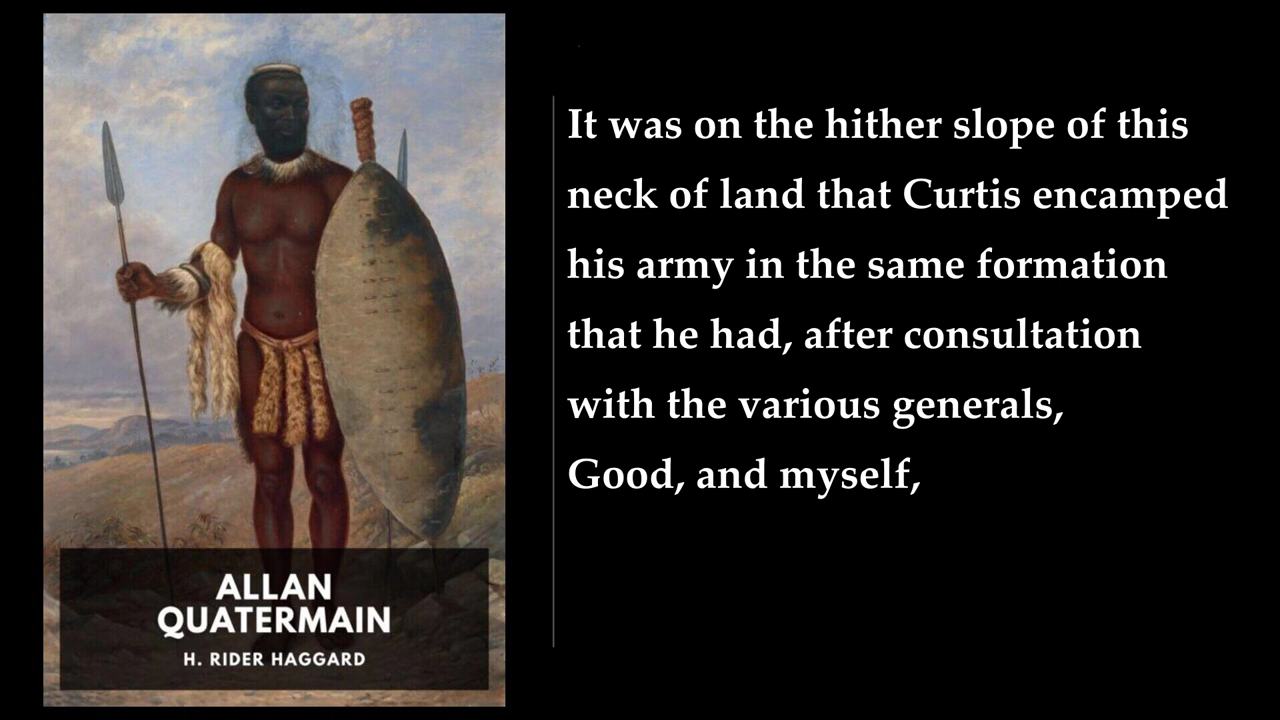 It was on the hither slope of this
neck of land that Curtis encamped
his army in the same formation
that he had, after consultation
with the various generals,
Good, and myself,
ALLAN
QUATERMAIN
H. RIDER HAGGARD